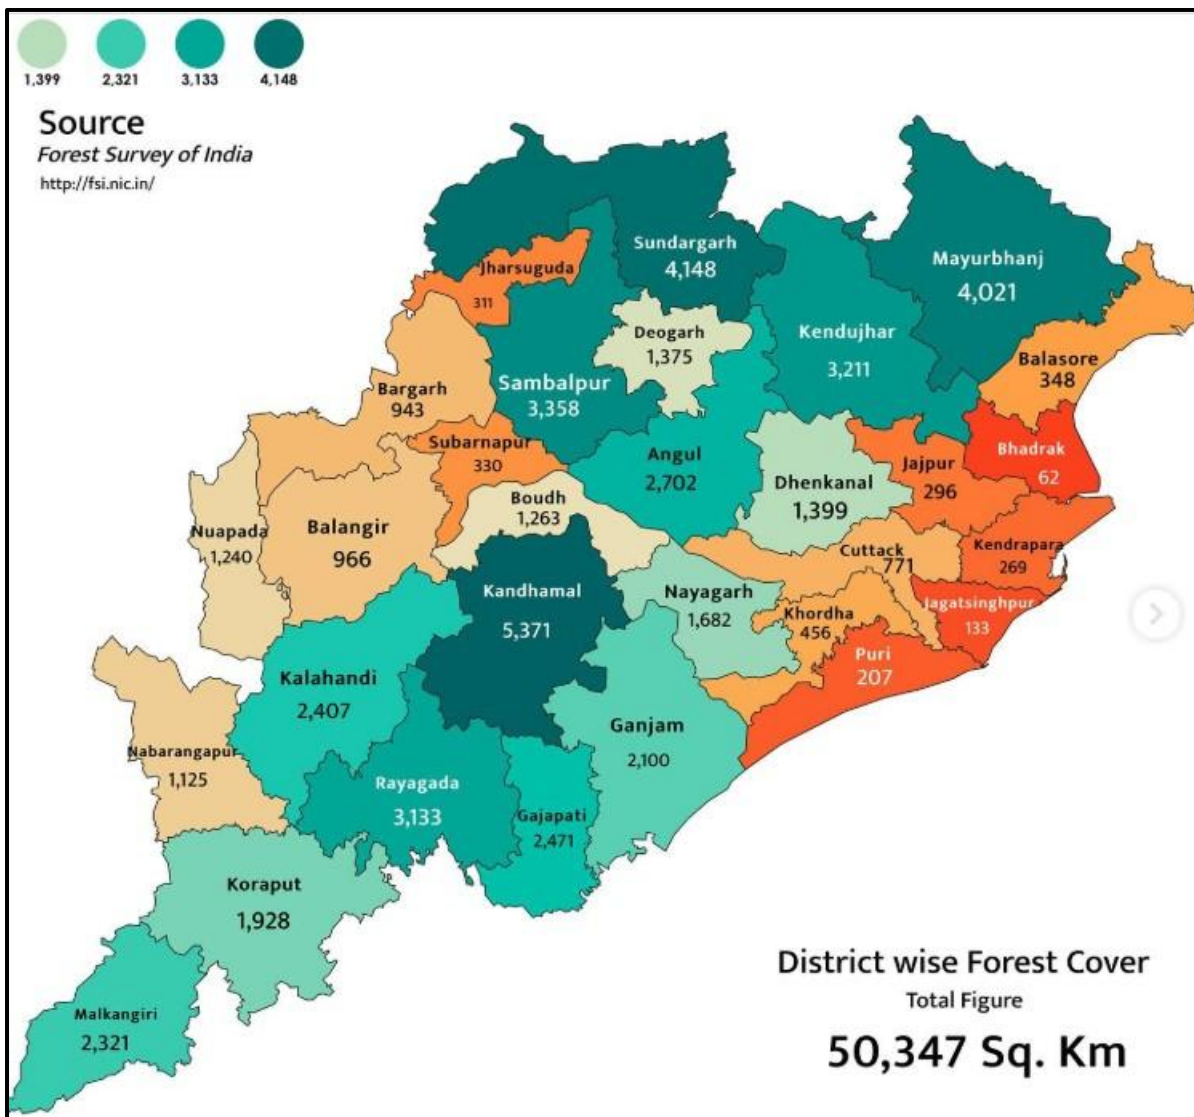 1,399 2,321 3,133 4,148
Source
Forest Survey of India
http://fsi.nic.in/
Sundargarh
4,148
Mayurbhanj
4,021
Jharsuguda
311
Deogarh
1,375
Kendujhar
3,211
Balasore
348
Sambalpur
3,358
Bargarh
943
Subarnapur
330
Angul
2,702
Bhadrak
62
Jajpur
296
Dhenkanal
1,399
Boudh
1,263
Nuapada
1,240
Balangir
966
Cuttack
771
Kendrapara
269
Kandhamal
5,371
Nayagarh
1,682
Khordha
456
Jagatsinghpur
133
Puri
207
Kalahandi
2,407
Ganjam
2,100
Nabarangapur
1,125
Rayagada
3,133
Gajapati
2,471
Koraput
1,928
Malkangiri
2,321
District wise Forest Cover
Total Figure
50,347 Sq. Km